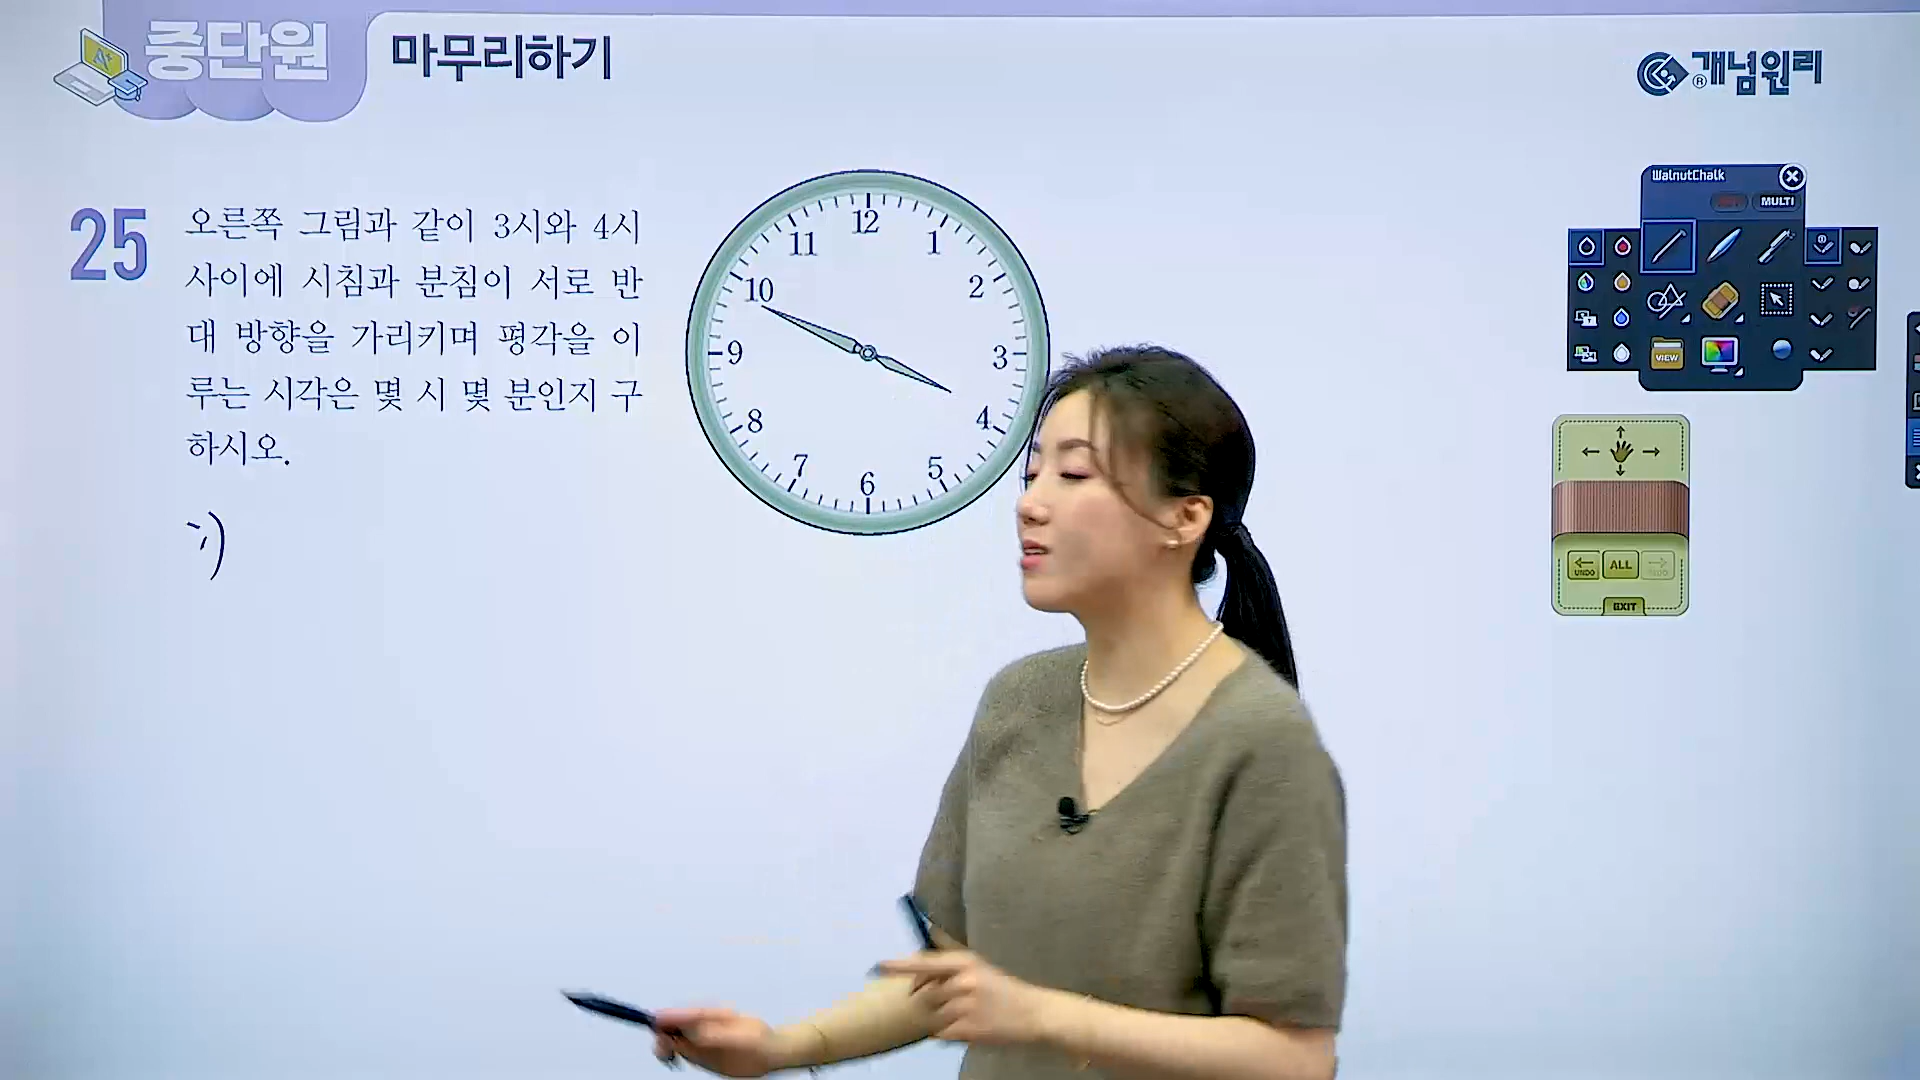 중단원 마무리하기
개념원리
®
25
오른쪽 그림과 같이 3시와 4시
사이에 시침과 분침이 서로 반
대 방향을 가리키며 평각을 이
루는 시각은 몇 시 몇 분인지 구
하시오.
12
11
1
10
2
9
3
8
4
7
5
6
WalnutChalk
MULTI
VIEW
UNDO
ALL
EXIT